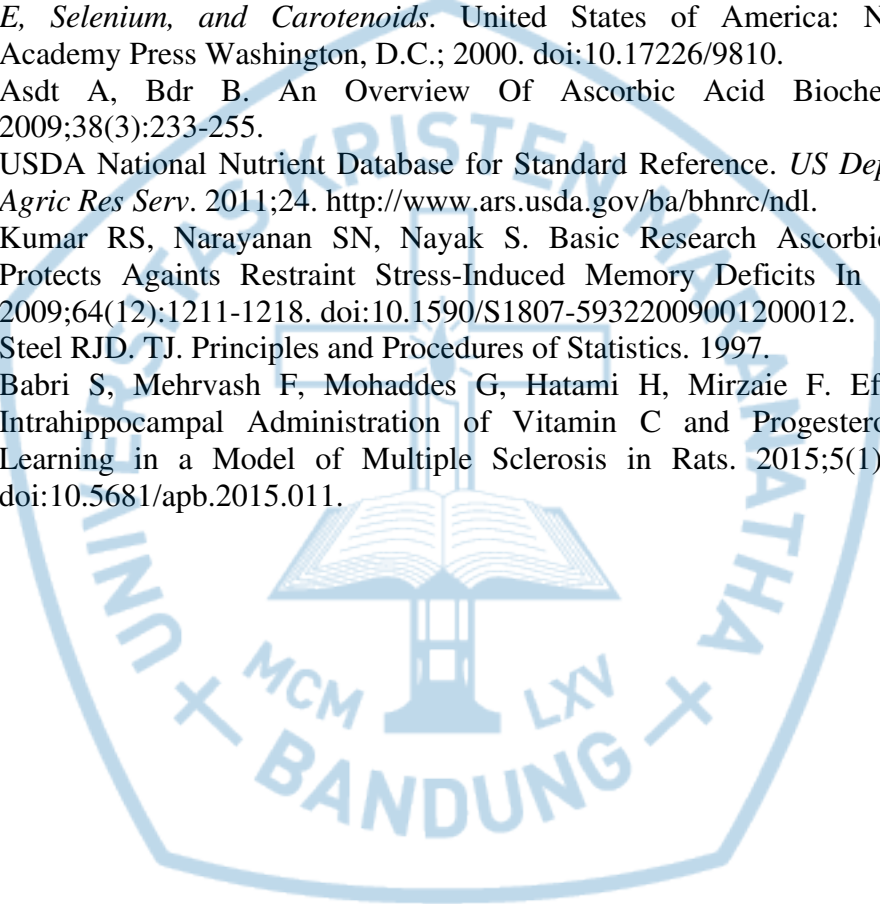 E, Selenium, and Carotenoids. United States of America: N
Academy Press Washington, D.C.; 2000. doi:10.17226/9810.
Asdt A, Bdr B. An Overview Of Ascorbic Acid Bioche
2009;38(3):233-255.
USDA National Nutrient Database for Standard Reference. US Dep
Agric Res Serv. 2011;24. http://www.ars.usda.gov/ba/bhnrc/ndl.
Kumar RS, Narayanan SN, Nayak S. Basic Research Ascorbic
Protects Againts Restraint Stress-Induced Memory Deficits In
2009;64(12):1211-1218. doi:10.1590/S1807-59322009001200012.
Steel RJD. TJ. Principles and Procedures of Statistics. 1997.
Babri S, Mehrvash F, Mohaddes G, Hatami H, Mirzaie F. Ef
Intrahippocampal Administration of Vitamin C and Progestero
Learning in a Model of Multiple Sclerosis in Rats. 2015;5(1)
doi:10.5681/apb.2015.011.
UNIVERSITAS KRISTEN MARANATHA
MCM LXV
BANDUNG